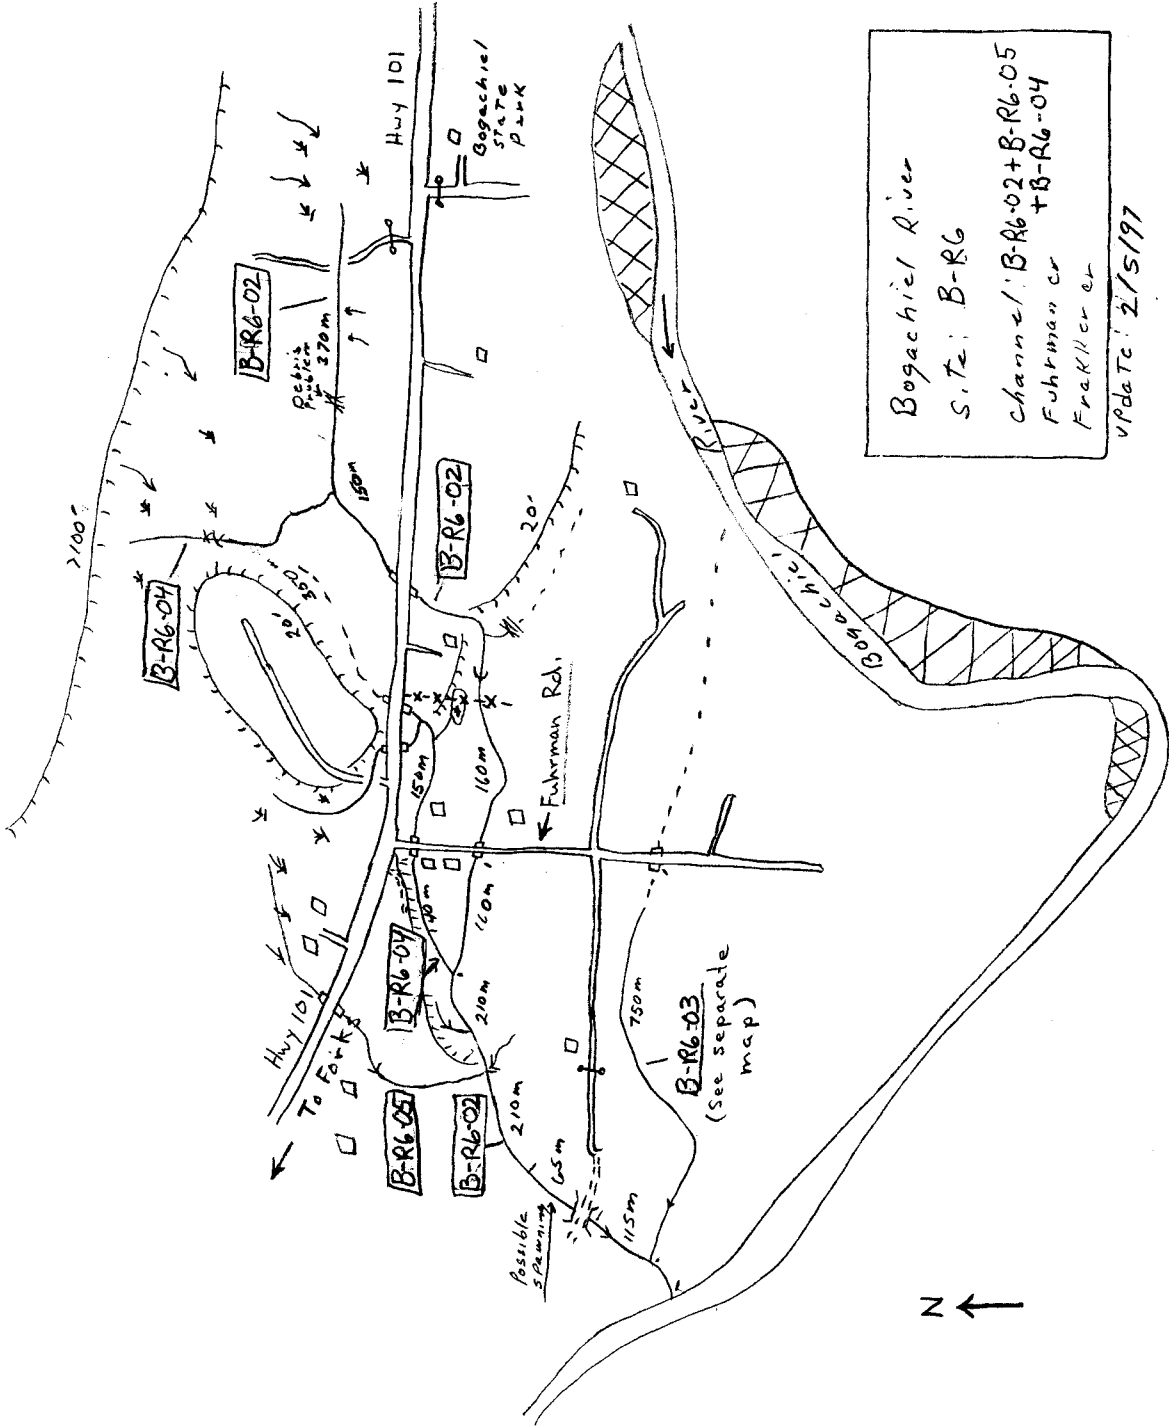 Bogachiel River
Site: B-R6
Channel: B-R6-02 + B-R6-05
+ B-R6-04
Fuhrman cr
update: 2/5/97
>100'
B-R6-04
B-R6-02
Debris
Problem
370m
Hwy 101
Bogachiel
State
Park
150m
20'
300m
B-R6-02
20'
150m
160m
Fuhrman Rd.
Hwy 101
To Forks
B-R6-04
140m
160m
210m
B-R6-05
B-R6-02
210m
65m
Possible
spawning
115m
750m
B-R6-03
(See separate
map)
Bogachiel
River
N